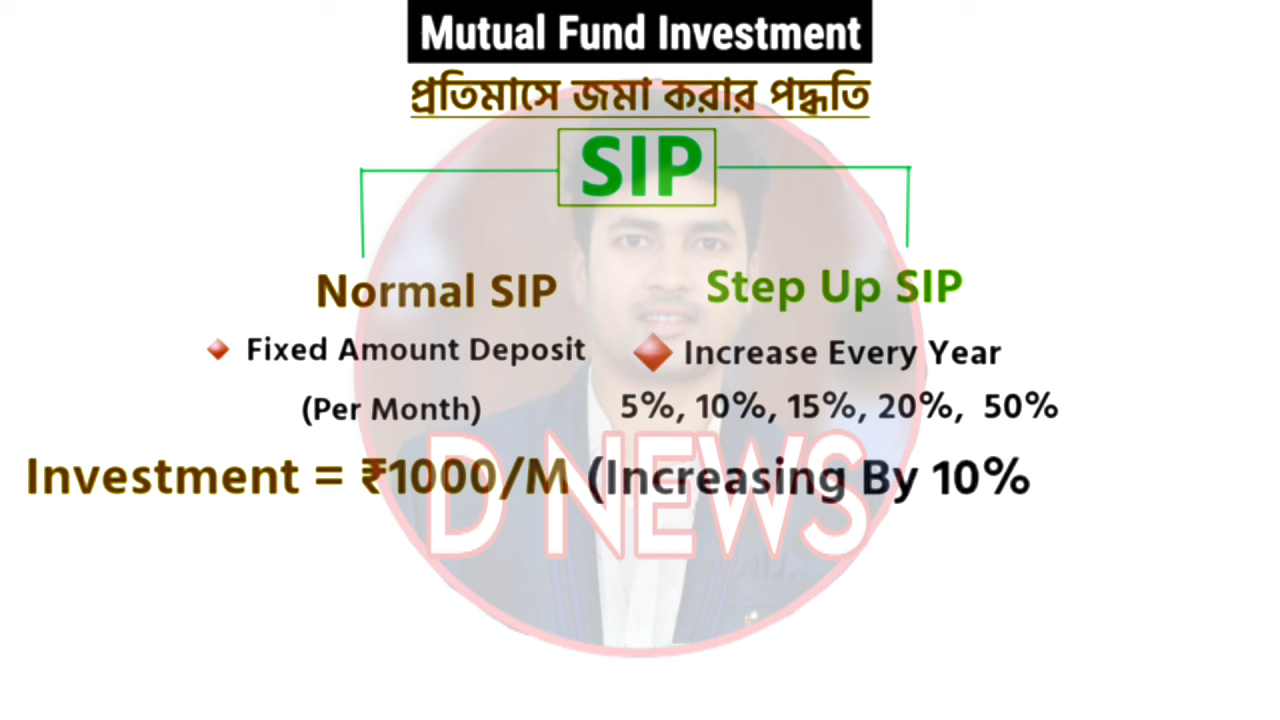 Mutual Fund Investment
প্রতিমাসে জমা করার পদ্ধতি
SIP
Normal SIP
Fixed Amount Deposit
(Per Month)
Step Up SIP
Increase Every Year
5%, 10%, 15%, 20%, 50%
Investment = ₹1000/M (Increasing By 10%
D NEWS